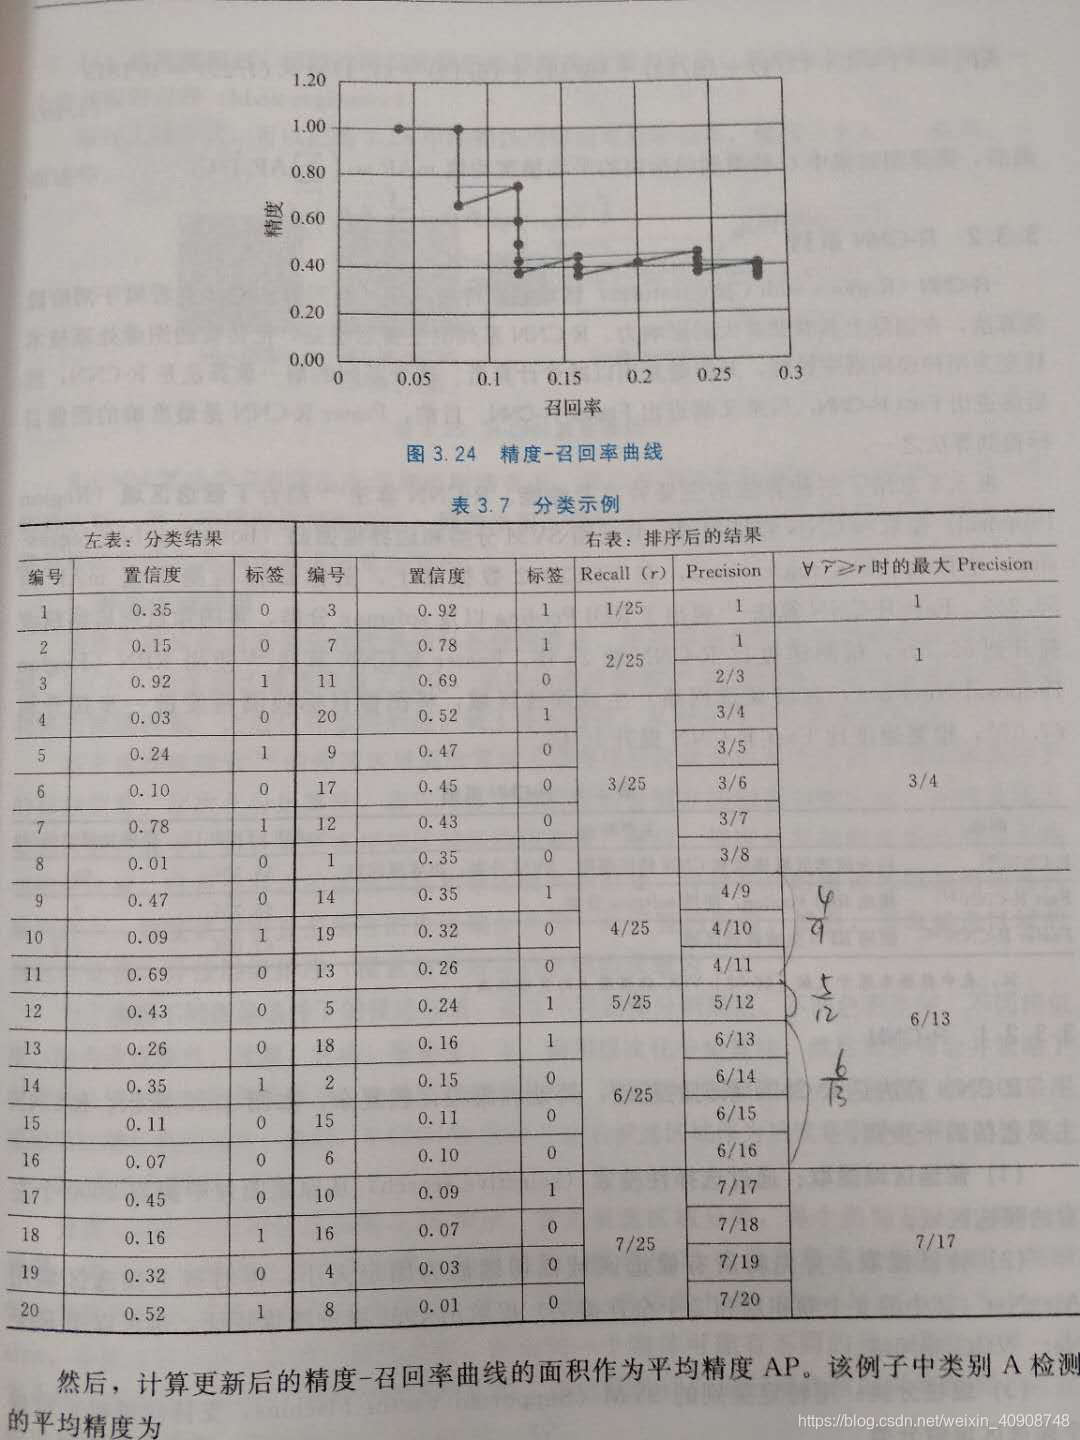 1.20
1.00
0.80
0.60
0.40
0.20
0.00
精度
0 0.05 0.1 0.15 0.2 0.25 0.3
召回率
图 3.24 精度-召回率曲线
表 3.7 分类示例
左表：分类结果 右表：排序后的结果
编号 置信度 标签 编号 置信度 标签 Recall (r) Precision ∀ r̃⩾r 时的最大 Precision
1 0.35 0 3 0.92 1 1/25 1 1
2 0.15 0 7 0.78 1 2/25 1 1
3 0.92 1 11 0.69 0 2/3
4 0.03 0 20 0.52 1 3/25 3/4 3/4
5 0.24 1 9 0.47 0 3/5
6 0.10 0 17 0.45 0 3/6
7 0.78 1 12 0.43 0 3/7
8 0.01 0 1 0.35 0 3/8
9 0.47 0 14 0.35 1 4/25 4/9 4/9
10 0.09 1 19 0.32 0 4/10
11 0.69 0 13 0.26 0 4/11
12 0.43 0 5 0.24 1 5/25 5/12 5/12 6/13
13 0.26 0 18 0.16 1 6/25 6/13 6/13
14 0.35 1 2 0.15 0 6/14
15 0.11 0 15 0.11 0 6/15
16 0.07 0 6 0.10 0 6/16
17 0.45 0 10 0.09 1 7/25 7/17 7/17
18 0.16 1 16 0.07 0 7/18
19 0.32 0 4 0.03 0 7/19
20 0.52 1 8 0.01 0 7/20
然后，计算更新后的精度-召回率曲线的面积作为平均精度 AP。该例子中类别 A 检测
的平均精度为
https://blog.csdn.net/weixin_40908748